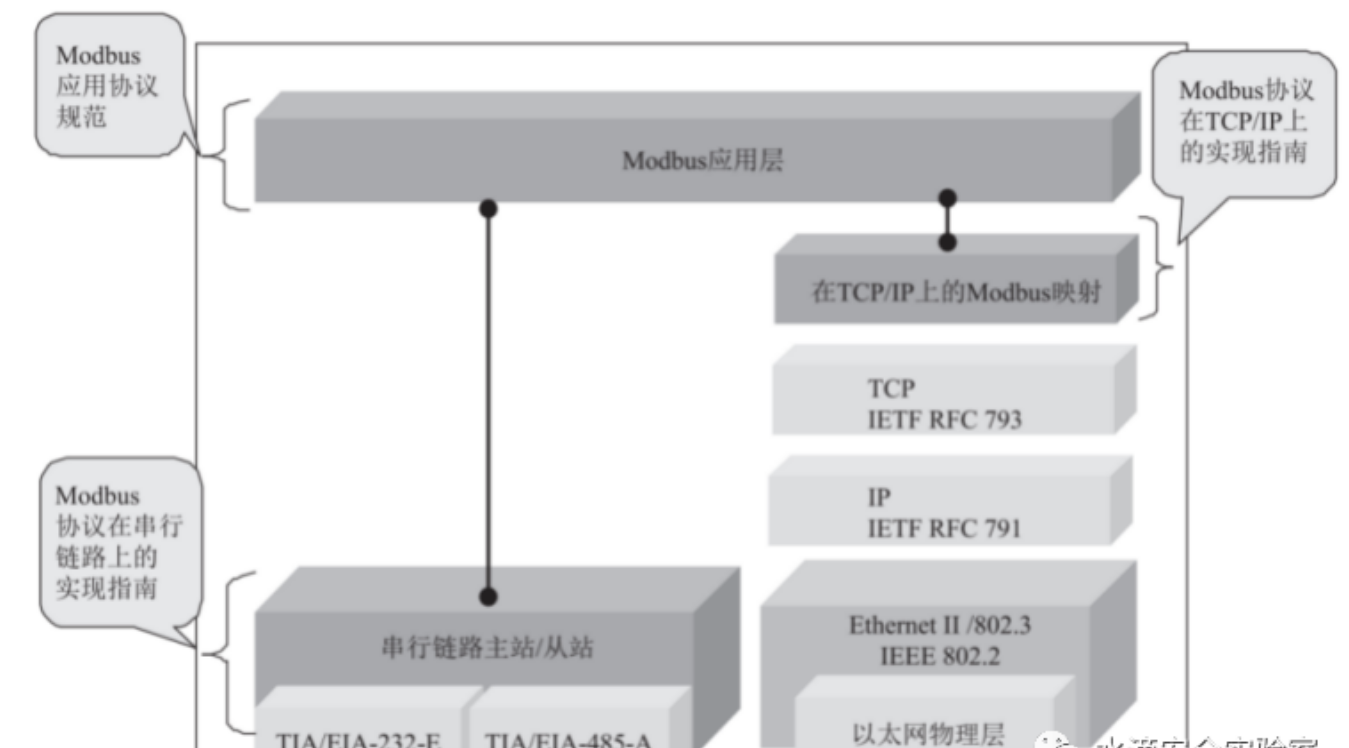 Modbus
应用协议
规范
Modbus协议
在TCP/IP上
的实现指南
Modbus应用层
在TCP/IP上的Modbus映射
TCP
IETF RFC 793
IP
IETF RFC 791
Modbus
协议在串行
链路上的
实现指南
串行链路主站/从站
Ethernet II /802.3
IEEE 802.2
TIA/EIA-232-E
TIA/EIA-485-A
以太网物理层